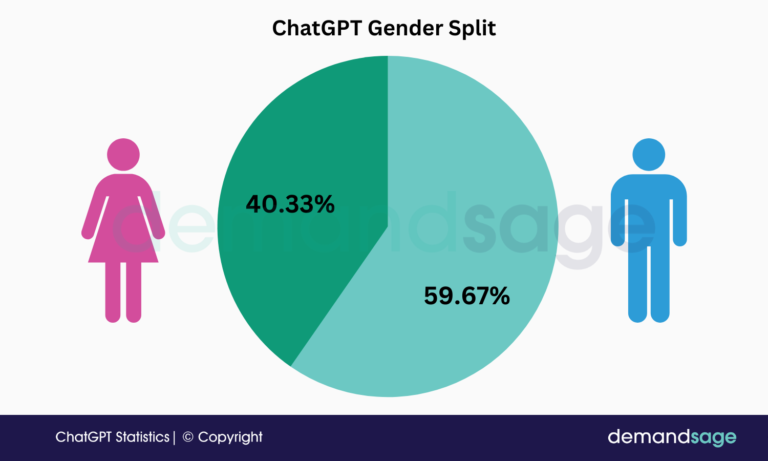 ChatGPT Gender Split
40.33%
demandsage
59.67%
ChatGPT Statistics| © Copyright
demandsage